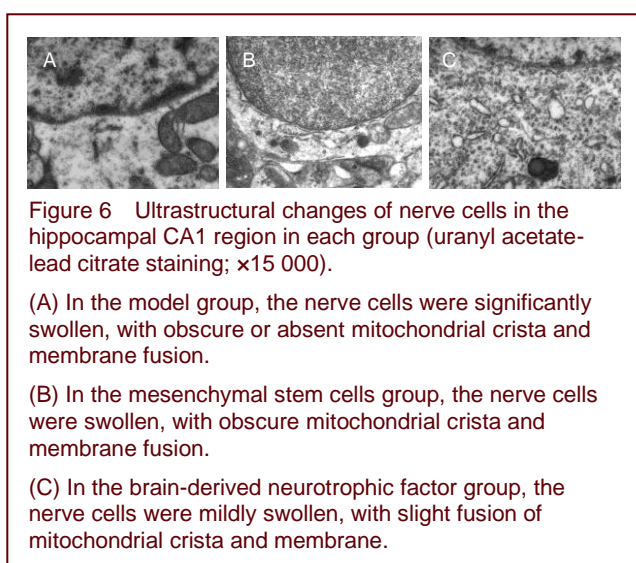 A
B
C
Figure 6 Ultrastructural changes of nerve cells in the
hippocampal CA1 region in each group (uranyl acetate-
lead citrate staining; ×15 000).
(A) In the model group, the nerve cells were significantly
swollen, with obscure or absent mitochondrial crista and
membrane fusion.
(B) In the mesenchymal stem cells group, the nerve cells
were swollen, with obscure mitochondrial crista and
membrane fusion.
(C) In the brain-derived neurotrophic factor group, the
nerve cells were mildly swollen, with slight fusion of
mitochondrial crista and membrane.